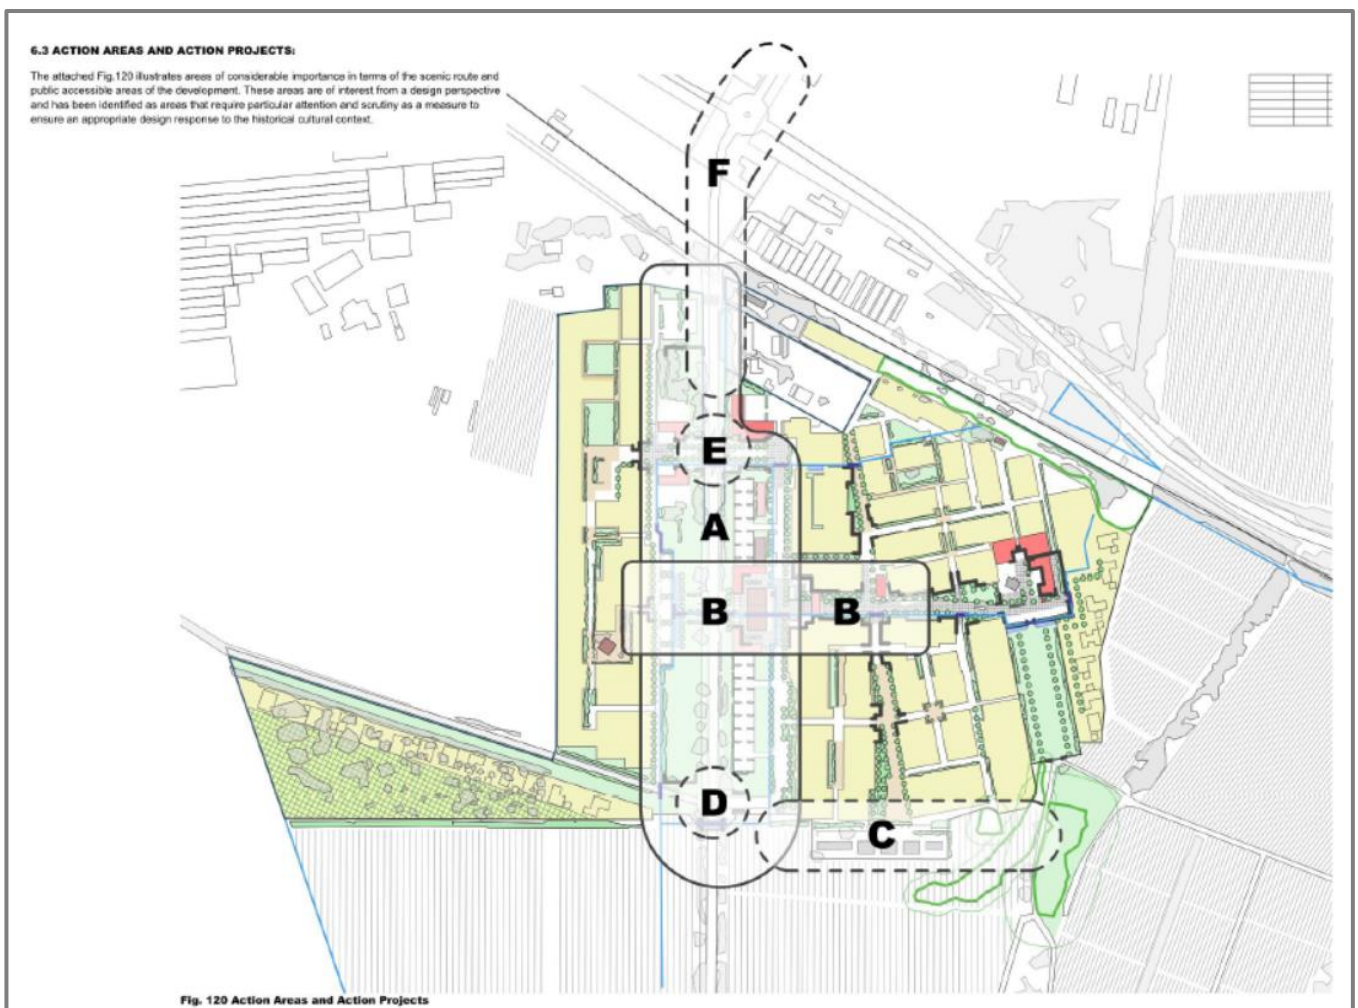 6.3 ACTION AREAS AND ACTION PROJECTS:
The attached Fig.120 illustrates areas of considerable importance in terms of the scenic route and
public accessible areas of the development. These areas are of interest from a design perspective
and has been identified as areas that require particular attention and scrutiny as a measure to
ensure an appropriate design response to the historical cultural context.
F
E
A
B B
D
C
Fig. 120 Action Areas and Action Projects